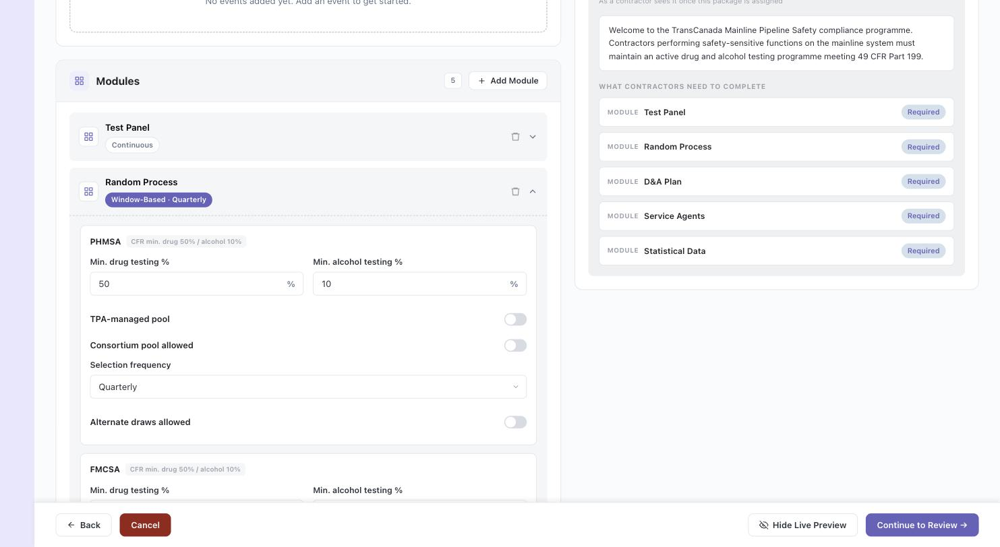 No events added yet. Add an event to get started.
Modules
5
Add Module
Test Panel
Continuous
Random Process
Window-Based · Quarterly
PHMSA CFR min. drug 50% / alcohol 10%
Min. drug testing % Min. alcohol testing %
50 % 10 %
TPA-managed pool
Consortium pool allowed
Selection frequency
Quarterly
Alternate draws allowed
FMCSA CFR min. drug 50% / alcohol 10%
Min. drug testing % Min. alcohol testing %
As a contractor sees it once this package is assigned
Welcome to the TransCanada Mainline Pipeline Safety compliance programme.
Contractors performing safety-sensitive functions on the mainline system must
maintain an active drug and alcohol testing programme meeting 49 CFR Part 199.
WHAT CONTRACTORS NEED TO COMPLETE
MODULE Test Panel Required
MODULE Random Process Required
MODULE D&A Plan Required
MODULE Service Agents Required
MODULE Statistical Data Required
← Back Cancel Hide Live Preview Continue to Review →